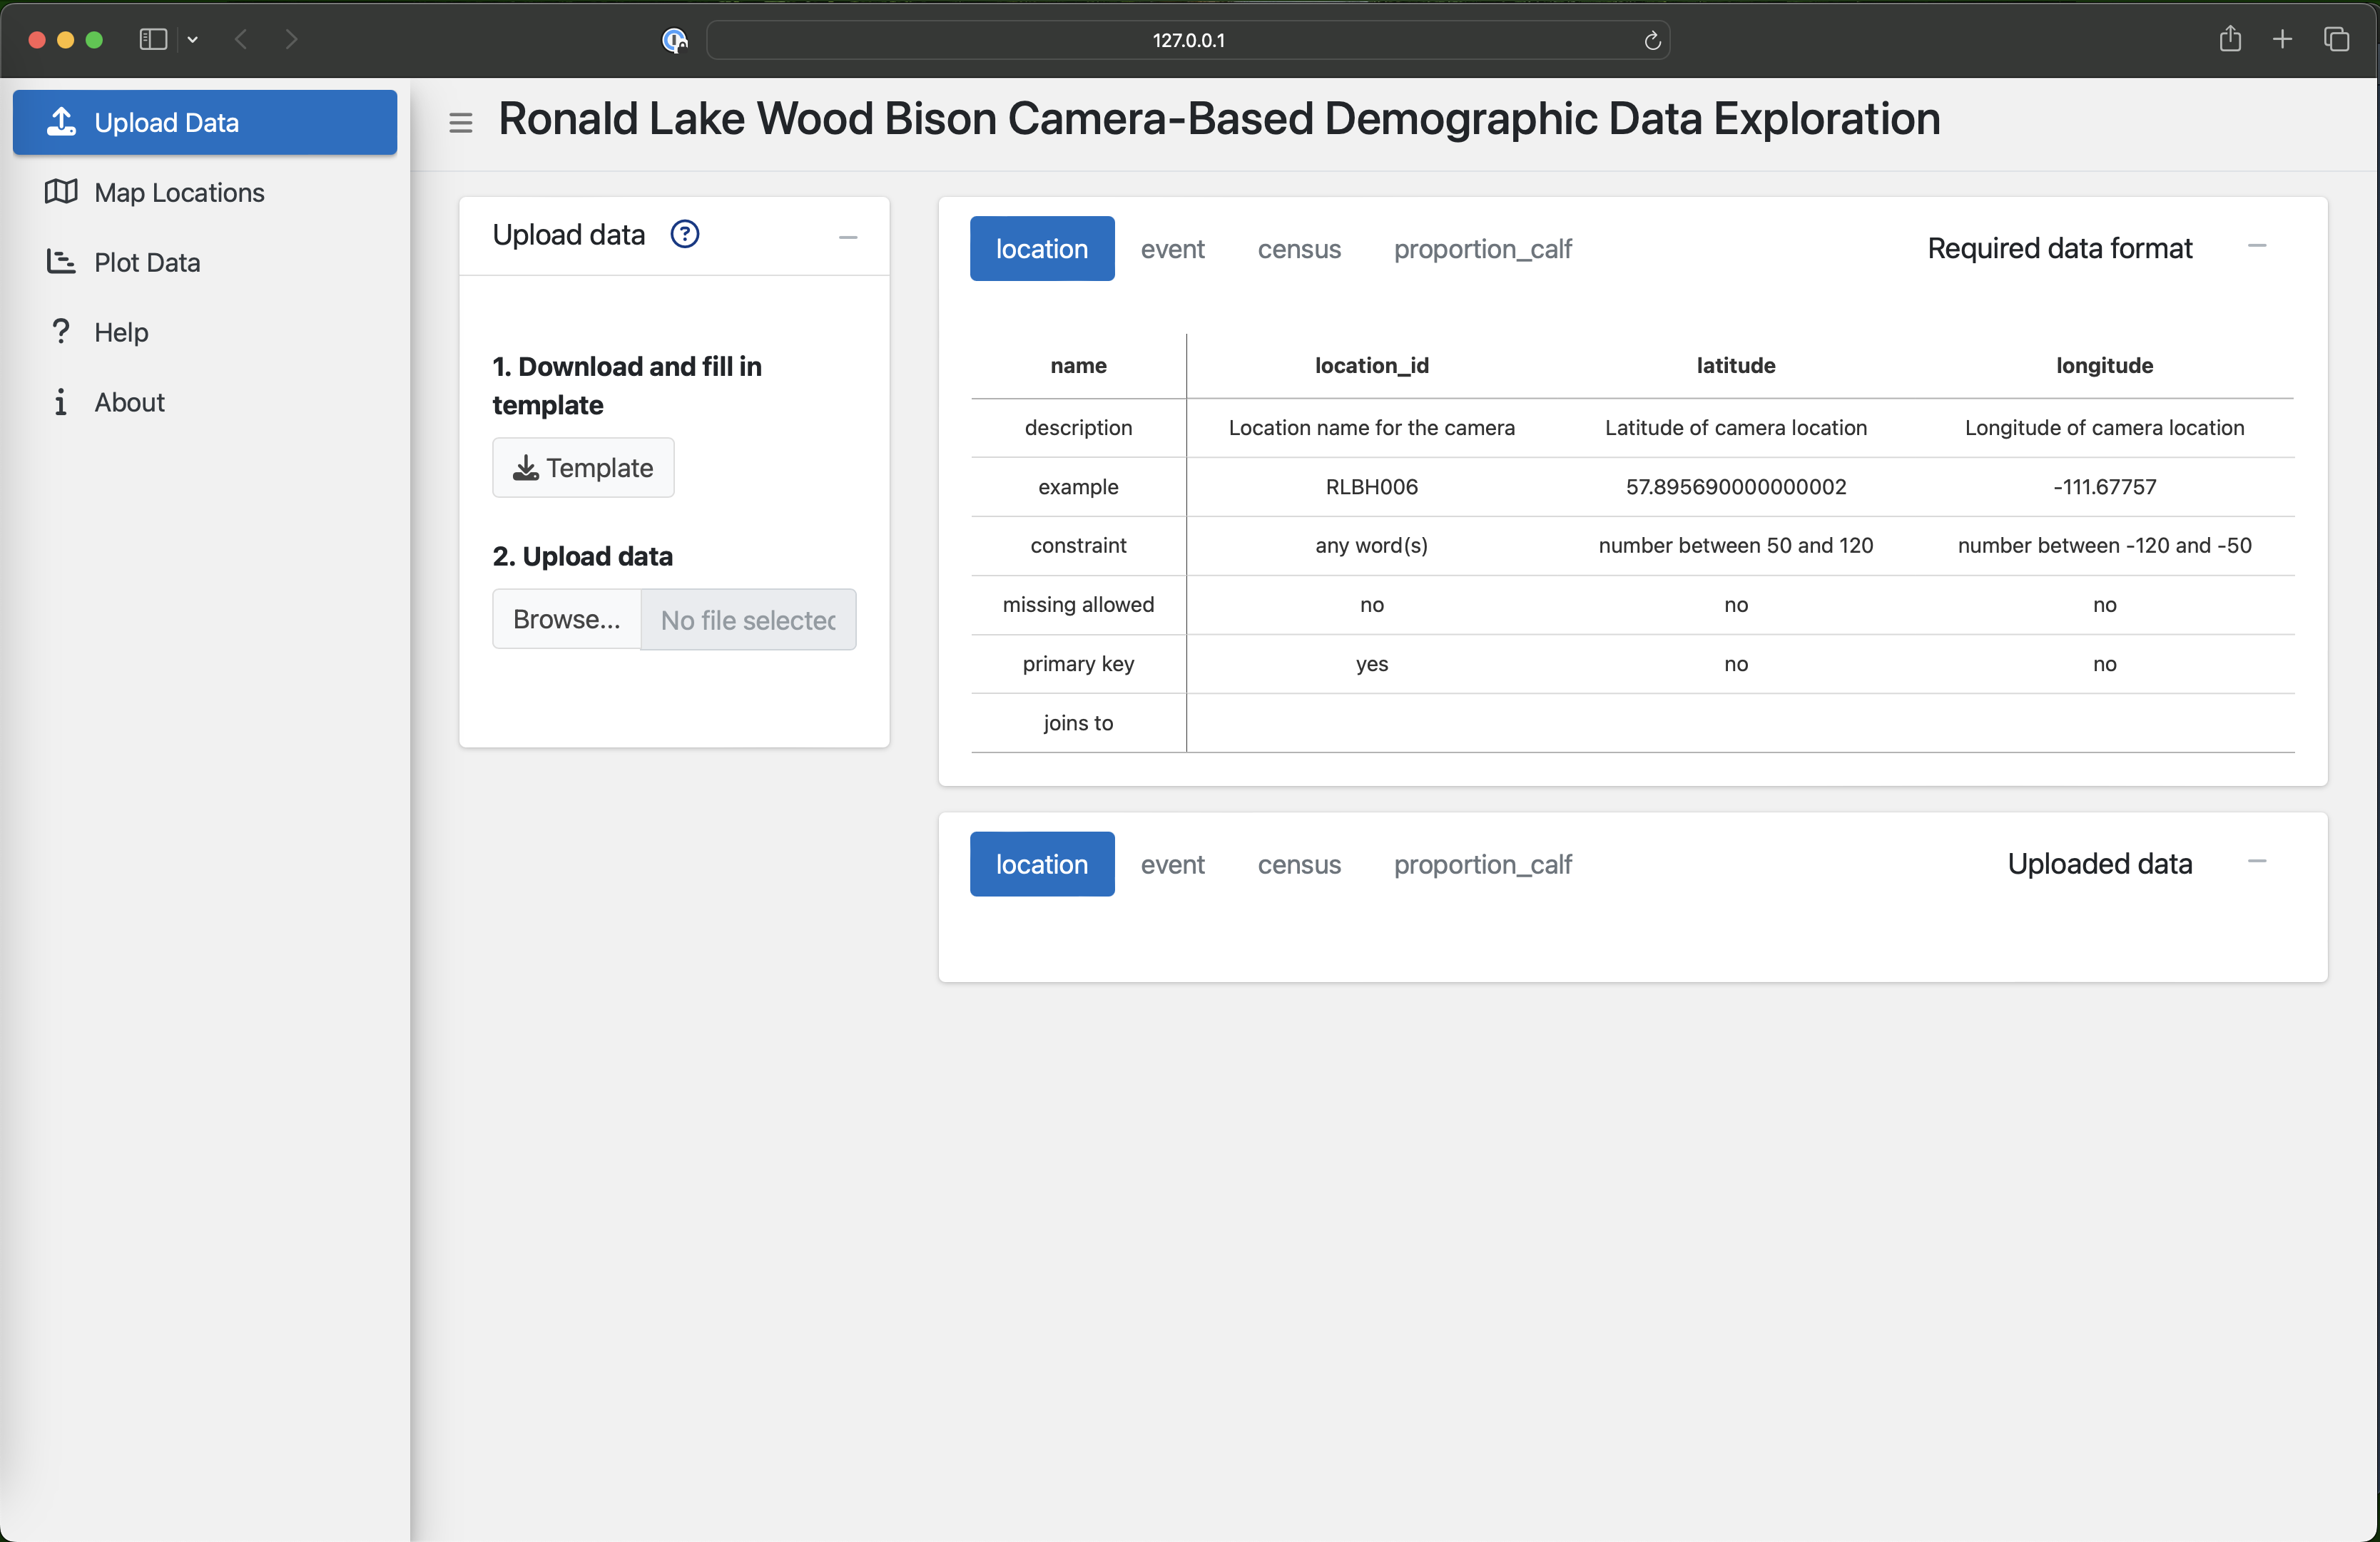 127.0.0.1
Upload Data
Map Locations
Plot Data
Help
About
Ronald Lake Wood Bison Camera-Based Demographic Data Exploration
Upload data
1. Download and fill in
template
Template
2. Upload data
Browse... No file selected
location event census proportion_calf Required data format
name location_id latitude longitude
description Location name for the camera Latitude of camera location Longitude of camera location
example RLBH006 57.895690000000002 -111.67757
constraint any word(s) number between 50 and 120 number between -120 and -50
missing allowed no no no
primary key yes no no
joins to
location event census proportion_calf Uploaded data